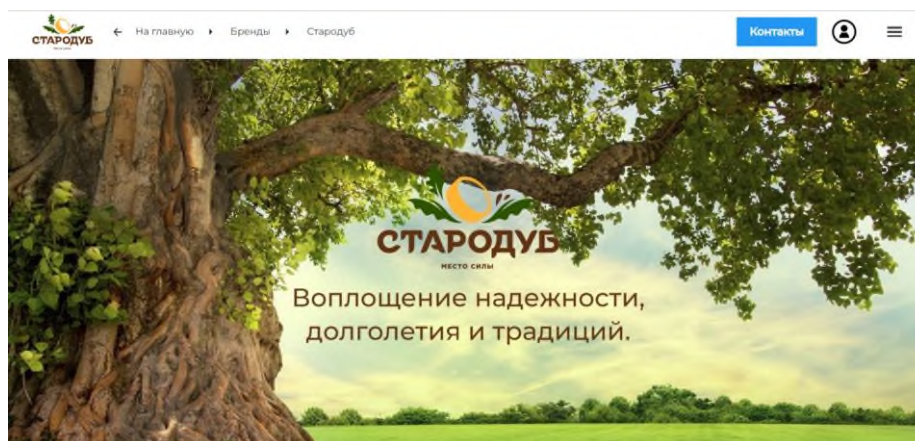 СТАРОДУБ
← На главную ▸ Бренды ▸ Стародуб
Контакты
СТАРОДУБ
МЕСТО СИЛЫ
Воплощение надежности,
долголетия и традиций.